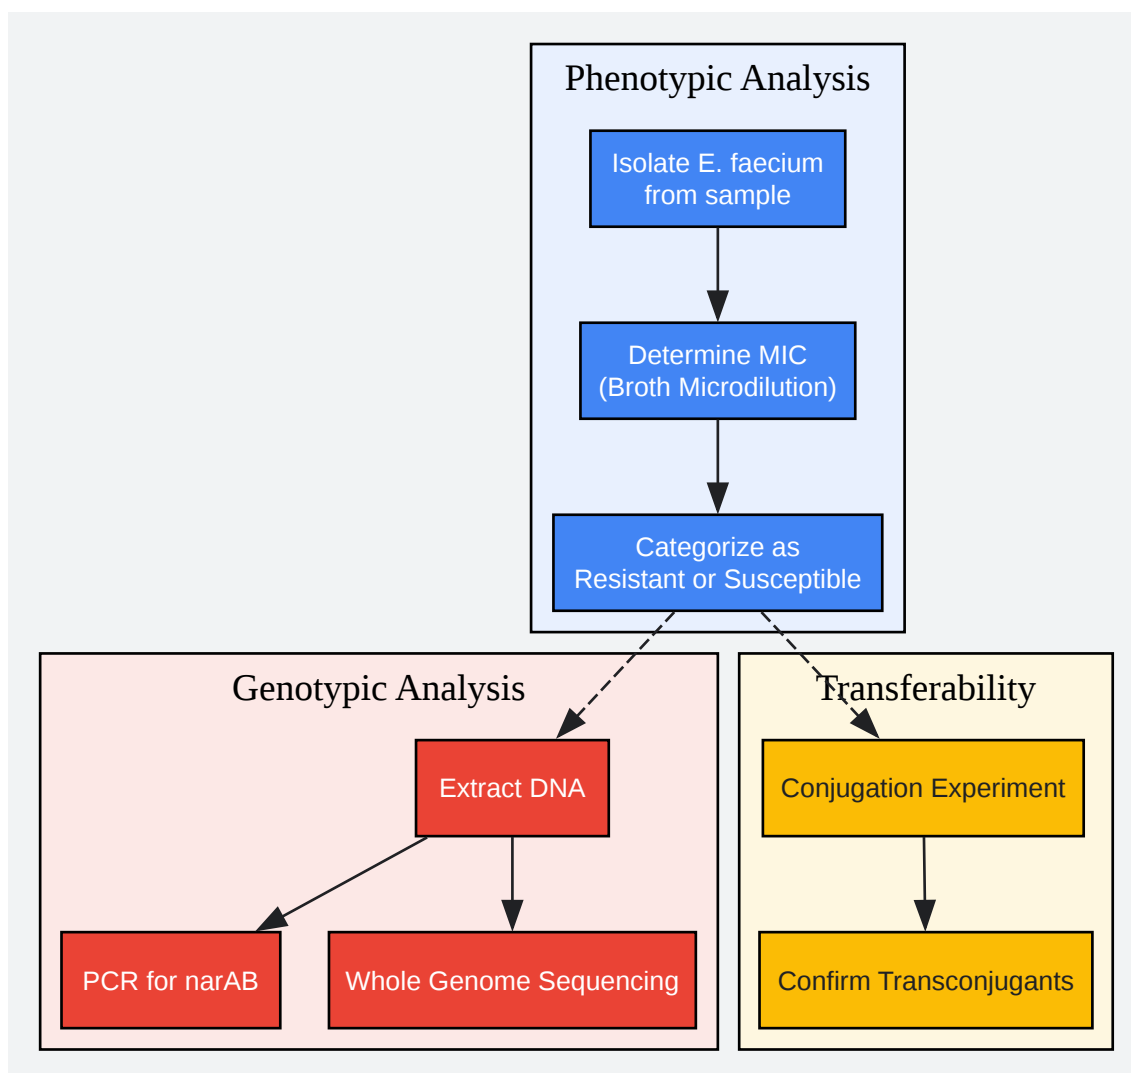 Phenotypic Analysis
Isolate E. faecium
from sample
Determine MIC
(Broth Microdilution)
Categorize as
Resistant or Susceptible
Genotypic Analysis
Extract DNA
PCR for narAB
Whole Genome Sequencing
Transferability
Conjugation Experiment
Confirm Transconjugants